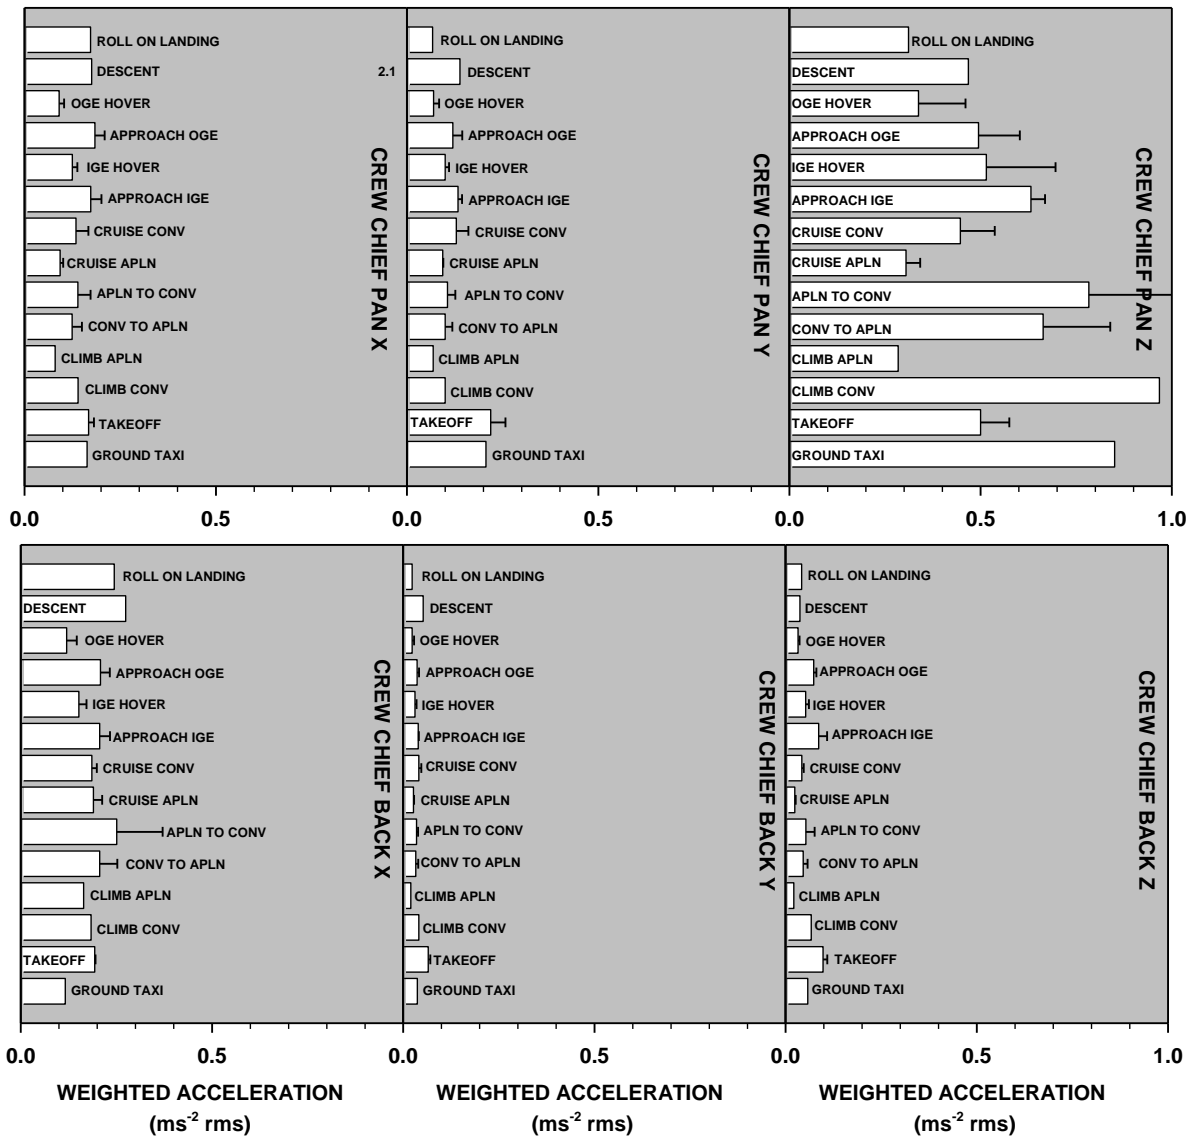 ROLL ON LANDING
DESCENT
OGE HOVER
APPROACH OGE
IGE HOVER
APPROACH IGE
CRUISE CONV
CRUISE APLN
APLN TO CONV
CONV TO APLN
CLIMB APLN
CLIMB CONV
TAKEOFF
GROUND TAXI
CREW CHIEF PAN X
2.1
0.0 0.5
ROLL ON LANDING
DESCENT
OGE HOVER
APPROACH OGE
IGE HOVER
APPROACH IGE
CRUISE CONV
CRUISE APLN
APLN TO CONV
CONV TO APLN
CLIMB APLN
CLIMB CONV
TAKEOFF
GROUND TAXI
CREW CHIEF PAN Y
0.0 0.5
ROLL ON LANDING
DESCENT
OGE HOVER
APPROACH OGE
IGE HOVER
APPROACH IGE
CRUISE CONV
CRUISE APLN
APLN TO CONV
CONV TO APLN
CLIMB APLN
CLIMB CONV
TAKEOFF
GROUND TAXI
CREW CHIEF PAN Z
0.0 0.5 1.0
ROLL ON LANDING
DESCENT
OGE HOVER
APPROACH OGE
IGE HOVER
APPROACH IGE
CRUISE CONV
CRUISE APLN
APLN TO CONV
CONV TO APLN
CLIMB APLN
CLIMB CONV
TAKEOFF
GROUND TAXI
CREW CHIEF BACK X
0.0 0.5
WEIGHTED ACCELERATION
(ms-2 rms)
ROLL ON LANDING
DESCENT
OGE HOVER
APPROACH OGE
IGE HOVER
APPROACH IGE
CRUISE CONV
CRUISE APLN
APLN TO CONV
CONV TO APLN
CLIMB APLN
CLIMB CONV
TAKEOFF
GROUND TAXI
CREW CHIEF BACK Y
0.0 0.5
WEIGHTED ACCELERATION
(ms-2 rms)
ROLL ON LANDING
DESCENT
OGE HOVER
APPROACH OGE
IGE HOVER
APPROACH IGE
CRUISE CONV
CRUISE APLN
APLN TO CONV
CONV TO APLN
CLIMB APLN
CLIMB CONV
TAKEOFF
GROUND TAXI
CREW CHIEF BACK Z
0.0 0.5 1.0
WEIGHTED ACCELERATION
(ms-2 rms)